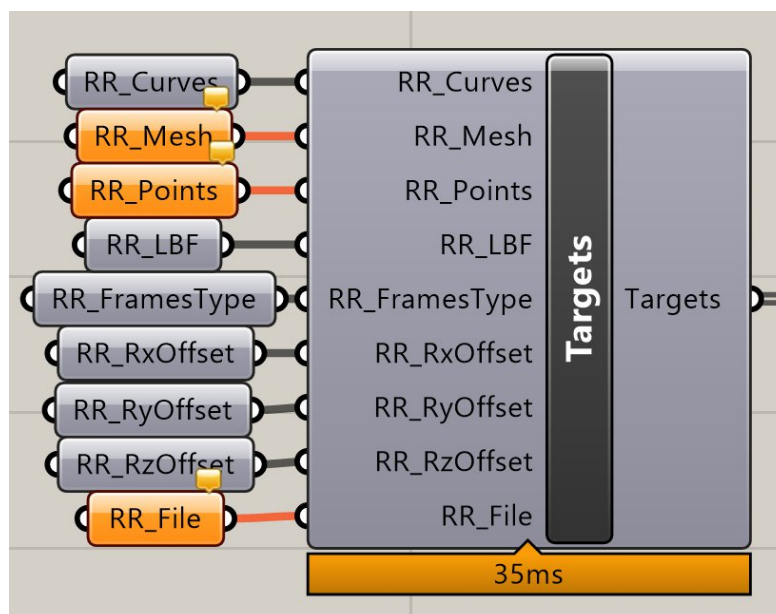 RR_Curves
RR_Mesh
RR_Points
RR_LBF
RR_FramesType
RR_RxOffset
RR_RyOffset
RR_RzOffset
RR_File
RR_Curves
RR_Mesh
RR_Points
RR_LBF
RR_FramesType
RR_RxOffset
RR_RyOffset
RR_RzOffset
RR_File
Targets
Targets
35ms